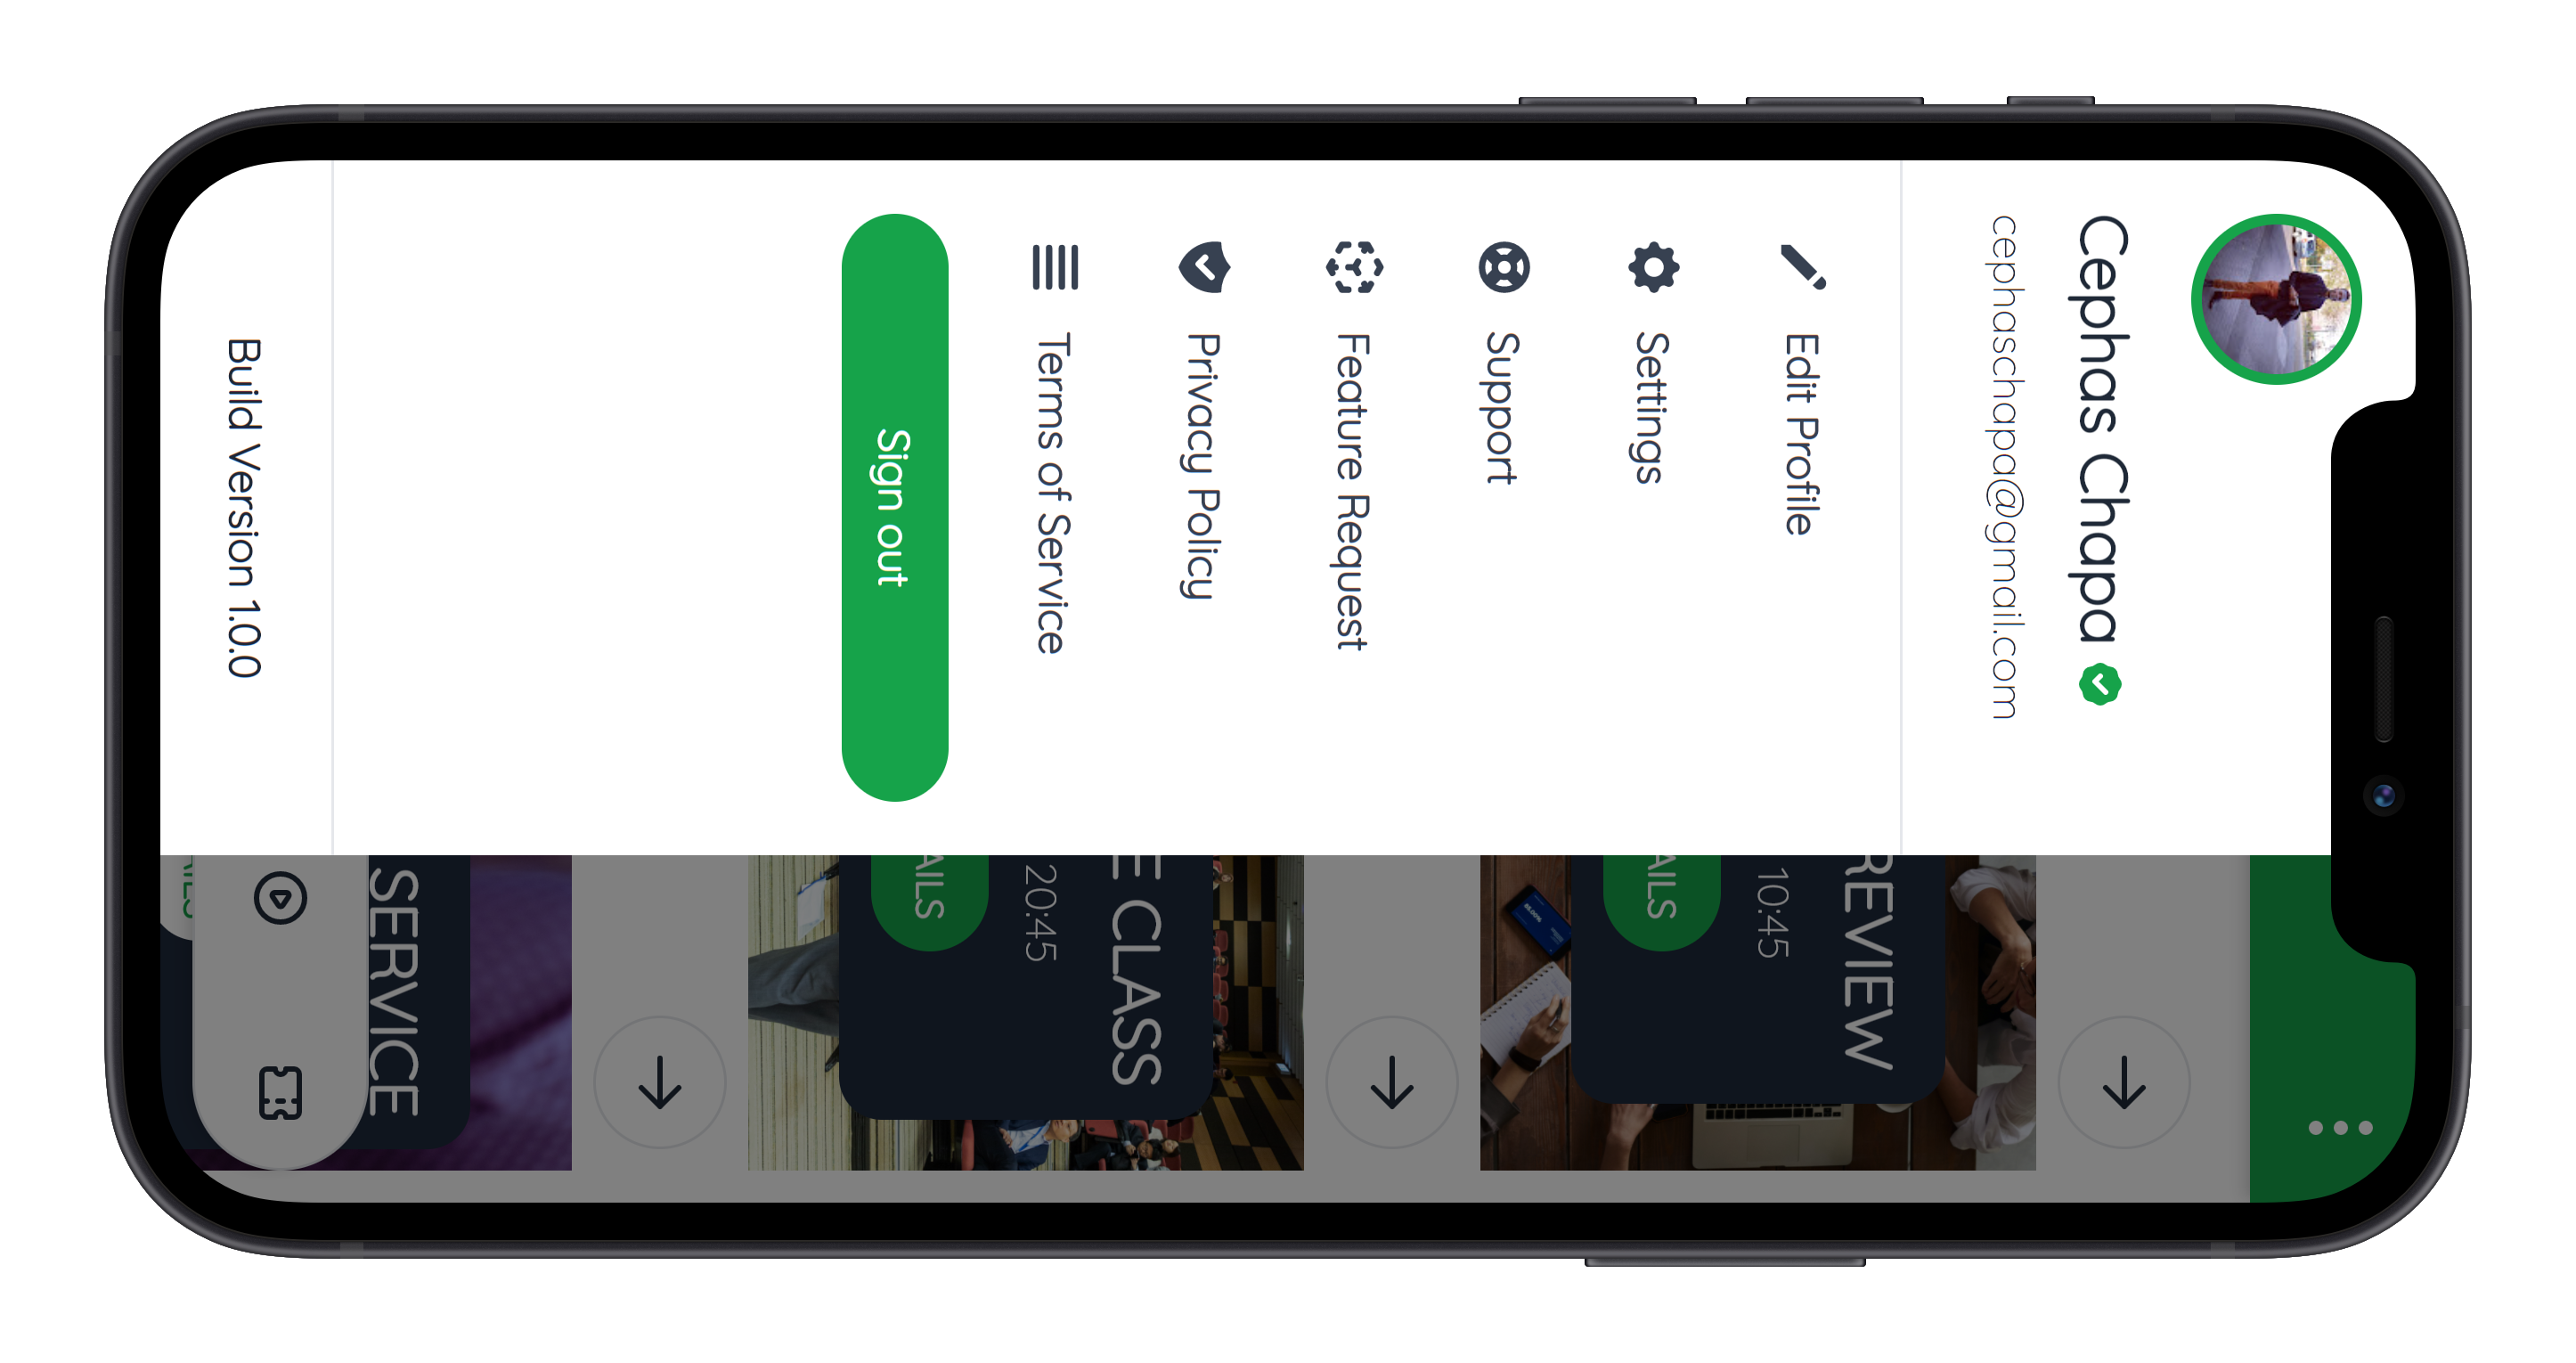 Cephas Chapa
cephaschapa@gmail.com
Edit Profile
Settings
Support
Feature Request
Privacy Policy
Terms of Service
Sign out
Build Version 1.0.0
REVIEW
10:45
AILS
E CLASS
20:45
AILS
SERVICE